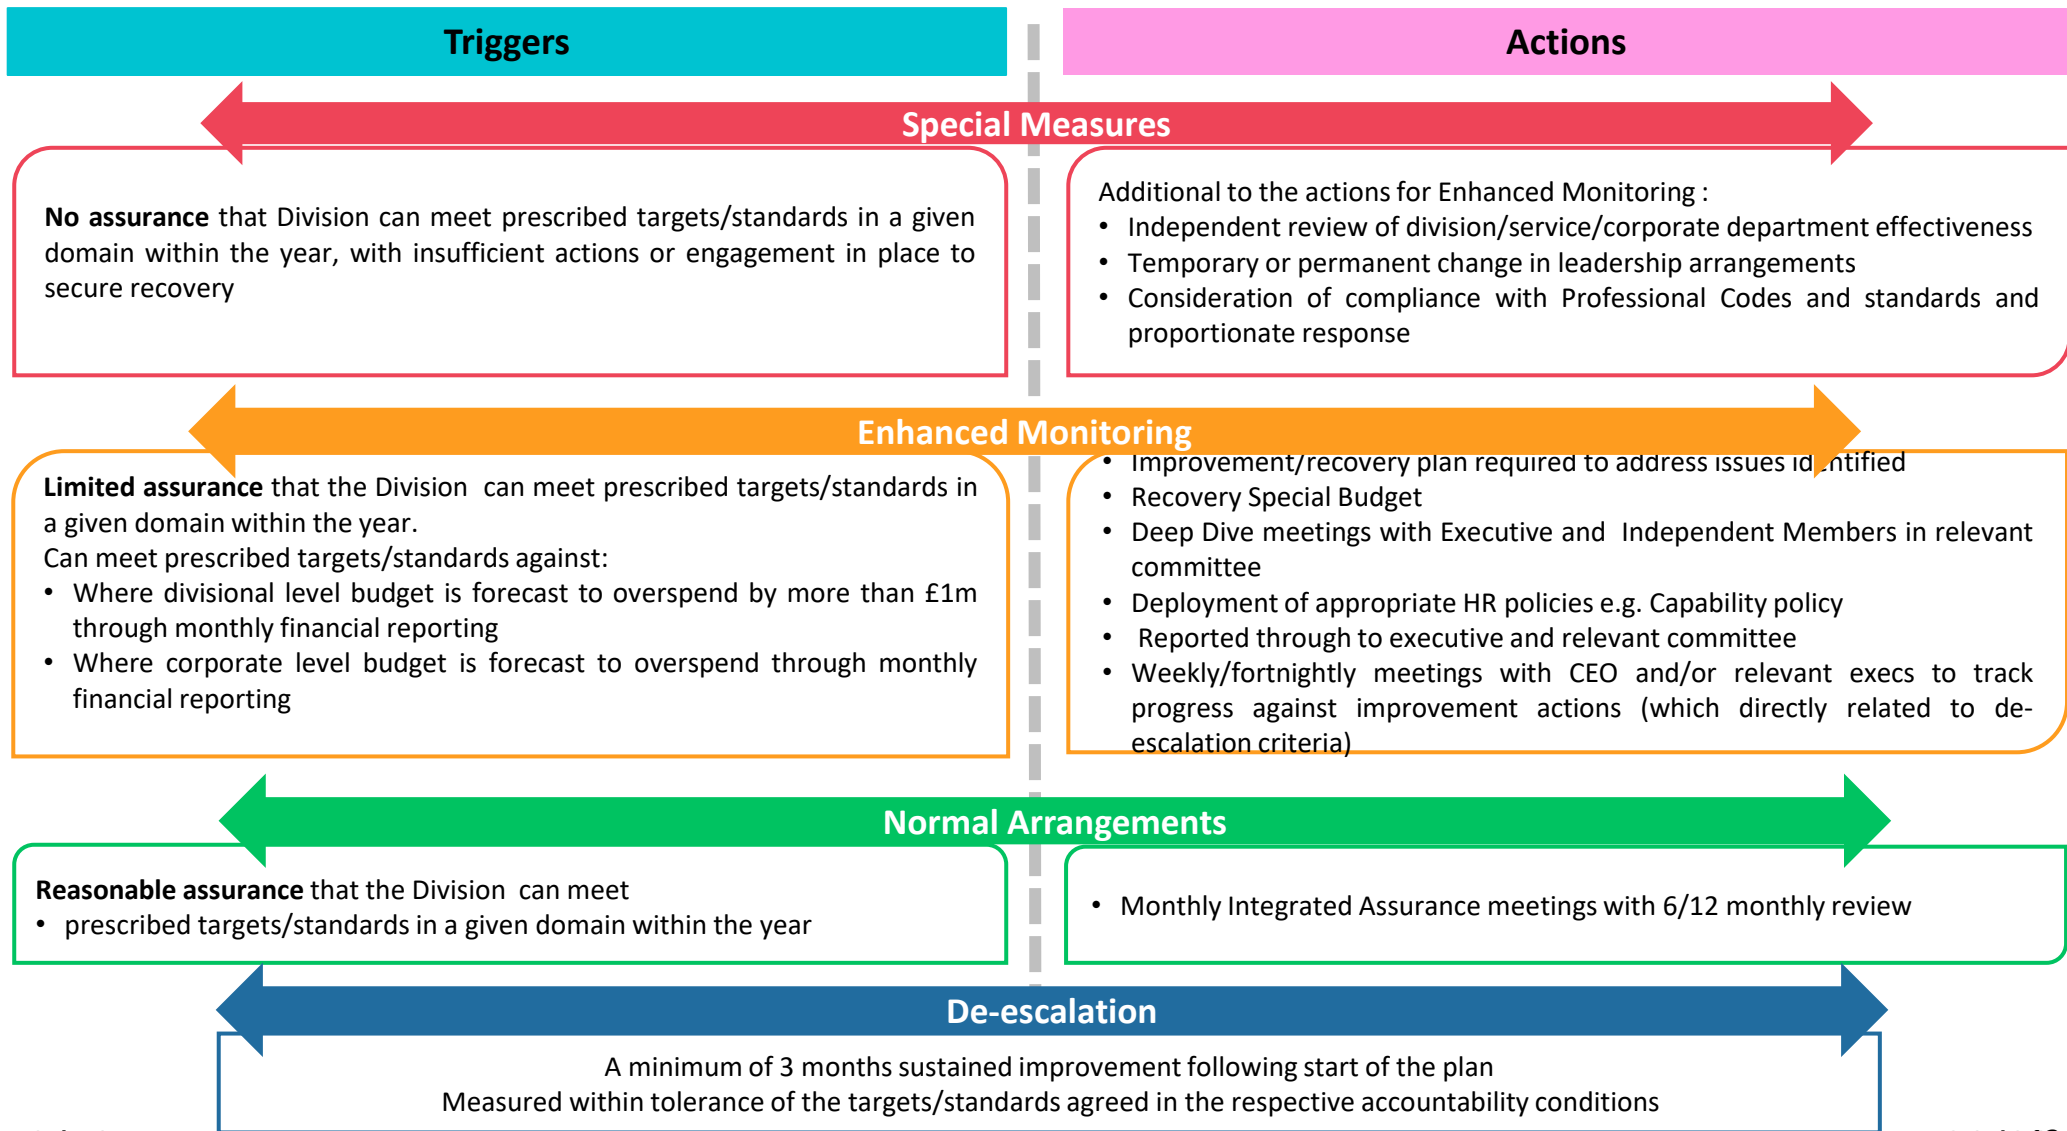 Triggers
Actions
Special Measures
No assurance that Division can meet prescribed targets/standards in a given
domain within the year, with insufficient actions or engagement in place to
secure recovery
Additional to the actions for Enhanced Monitoring :
• Independent review of division/service/corporate department effectiveness
• Temporary or permanent change in leadership arrangements
• Consideration of compliance with Professional Codes and standards and
proportionate response
Enhanced Monitoring
Limited assurance that the Division can meet prescribed targets/standards in
a given domain within the year.
Can meet prescribed targets/standards against:
• Where divisional level budget is forecast to overspend by more than £1m
through monthly financial reporting
• Where corporate level budget is forecast to overspend through monthly
financial reporting
• Improvement/recovery plan required to address issues identified
• Recovery Special Budget
• Deep Dive meetings with Executive and Independent Members in relevant
committee
• Deployment of appropriate HR policies e.g. Capability policy
• Reported through to executive and relevant committee
• Weekly/fortnightly meetings with CEO and/or relevant execs to track
progress against improvement actions (which directly related to de-
escalation criteria)
Normal Arrangements
Reasonable assurance that the Division can meet
• prescribed targets/standards in a given domain within the year
• Monthly Integrated Assurance meetings with 6/12 monthly review
De-escalation
A minimum of 3 months sustained improvement following start of the plan
Measured within tolerance of the targets/standards agreed in the respective accountability conditions